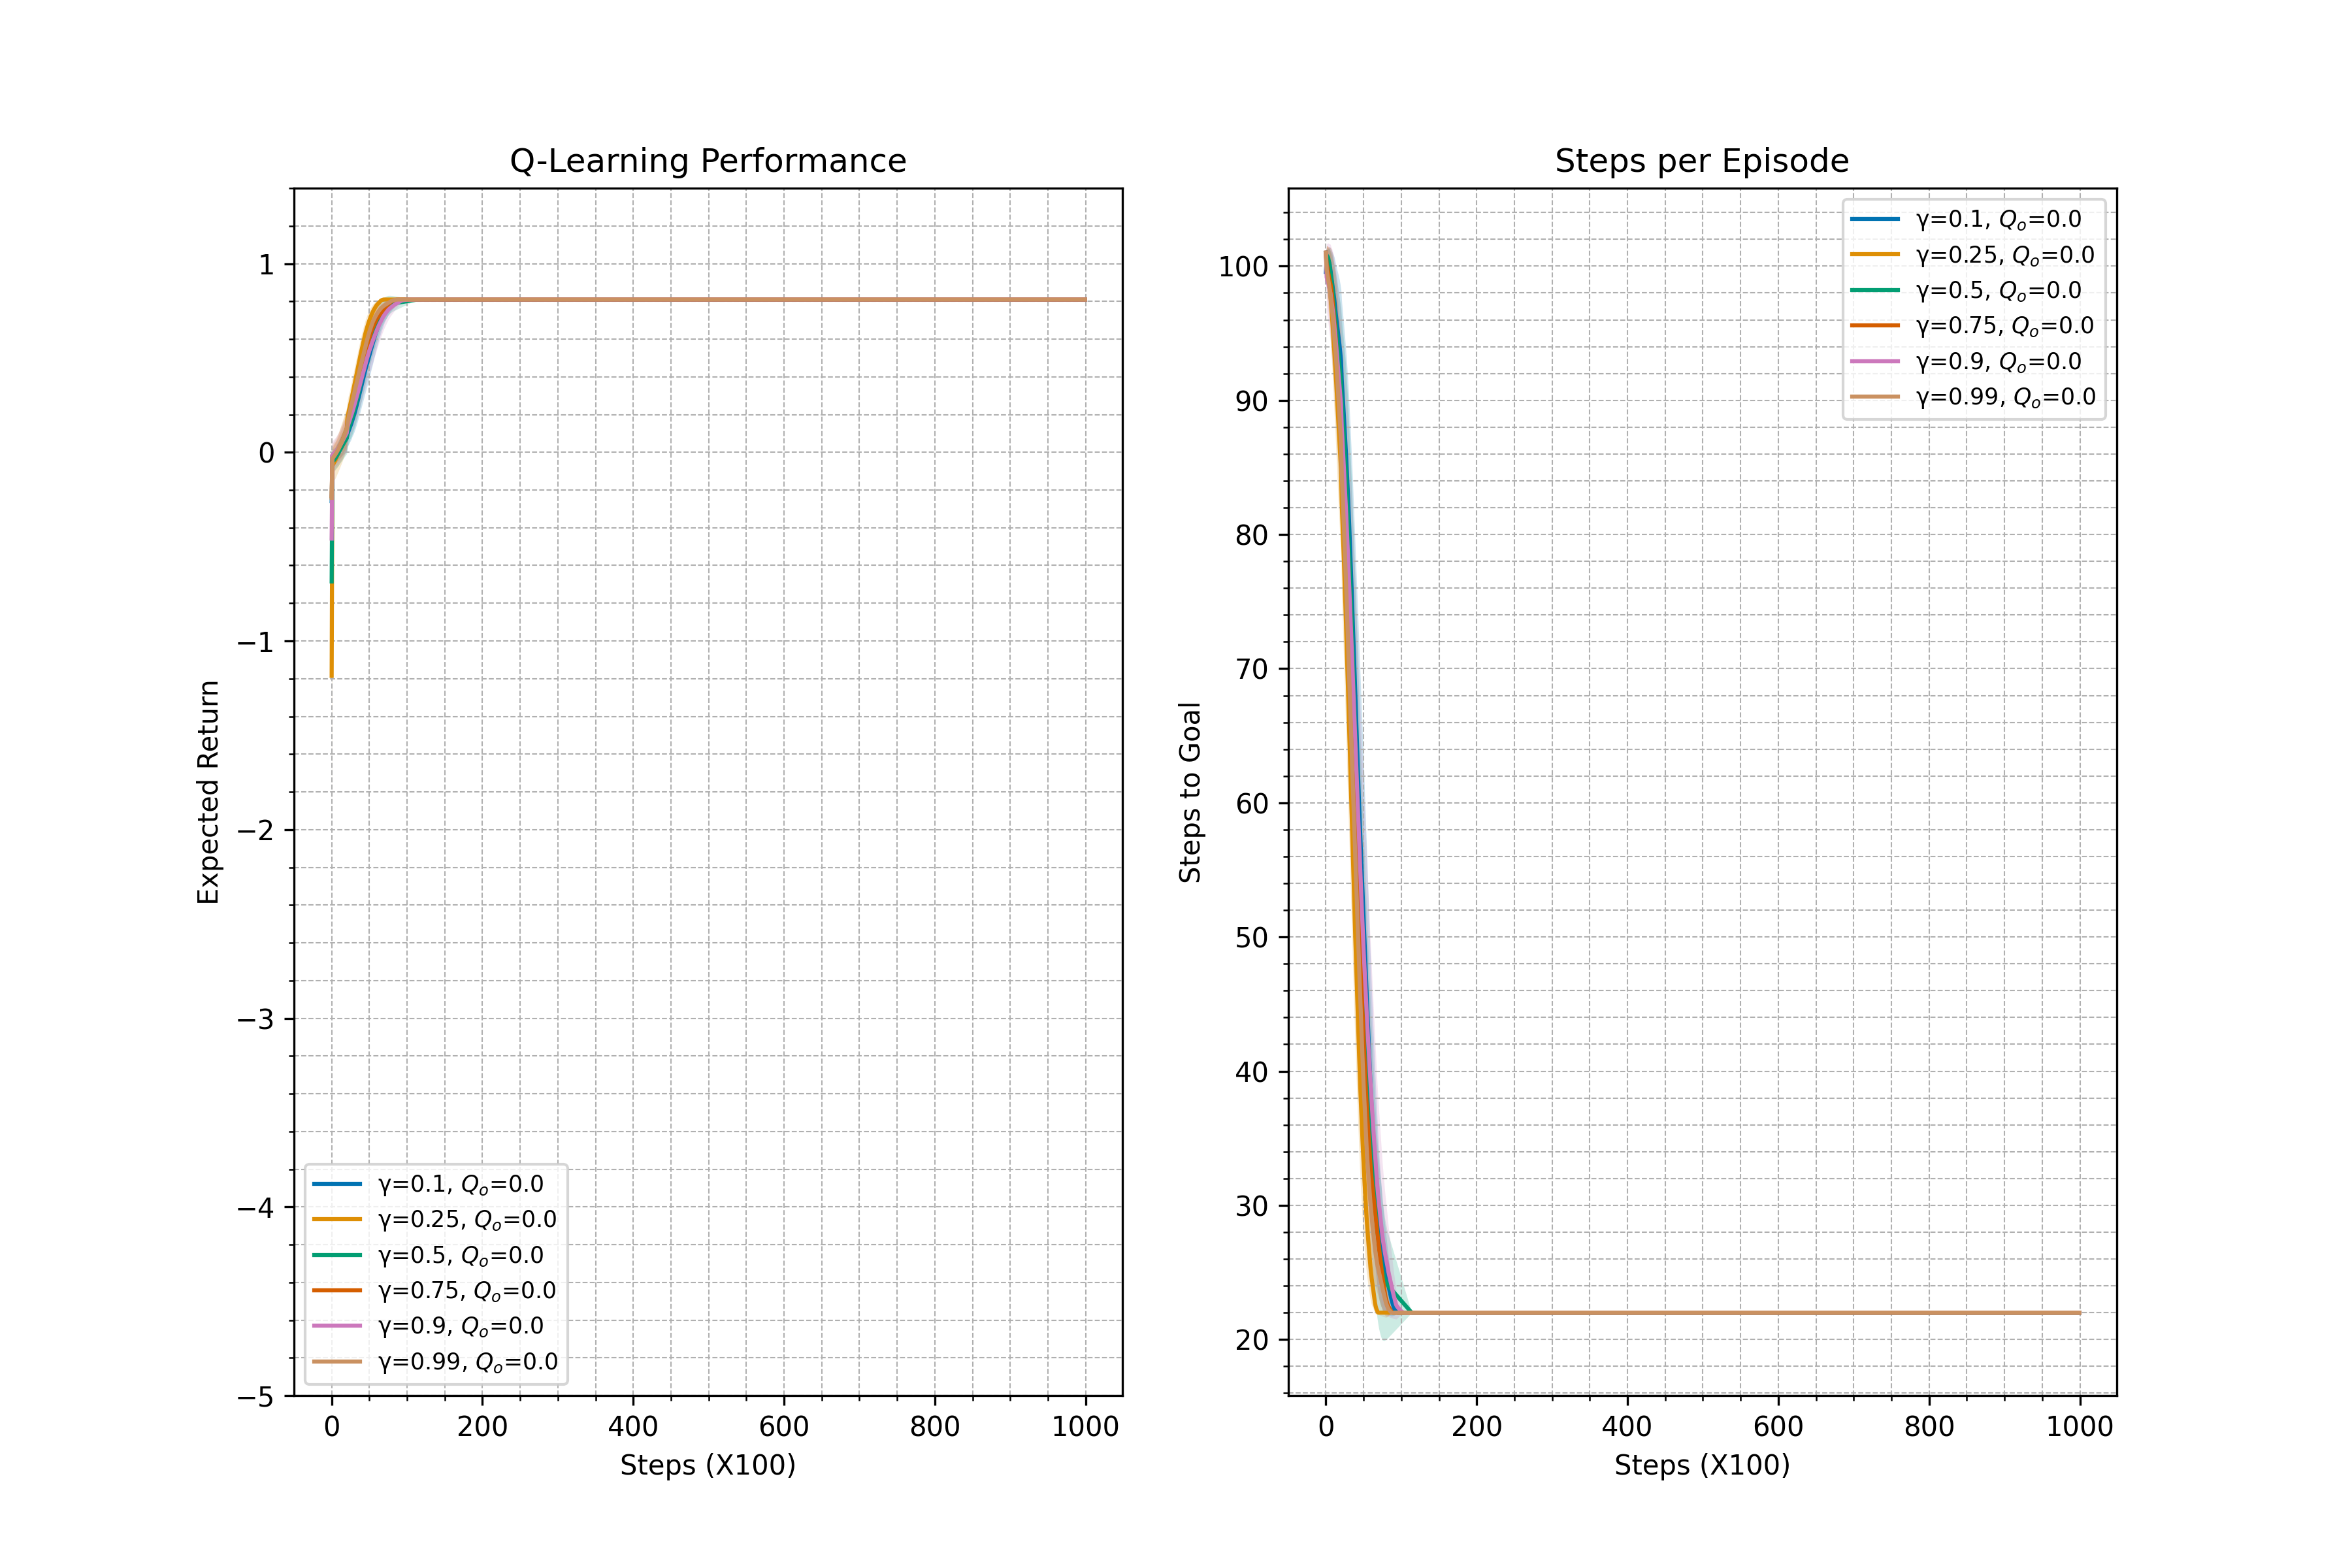 Q-Learning Performance
Expected Return
1
0
−1
−2
−3
−4
−5
γ=0.1, Qo=0.0
γ=0.25, Qo=0.0
γ=0.5, Qo=0.0
γ=0.75, Qo=0.0
γ=0.9, Qo=0.0
γ=0.99, Qo=0.0
0 200 400 600 800 1000
Steps (X100)
Steps per Episode
Steps to Goal
100
90
80
70
60
50
40
30
20
γ=0.1, Qo=0.0
γ=0.25, Qo=0.0
γ=0.5, Qo=0.0
γ=0.75, Qo=0.0
γ=0.9, Qo=0.0
γ=0.99, Qo=0.0
0 200 400 600 800 1000
Steps (X100)